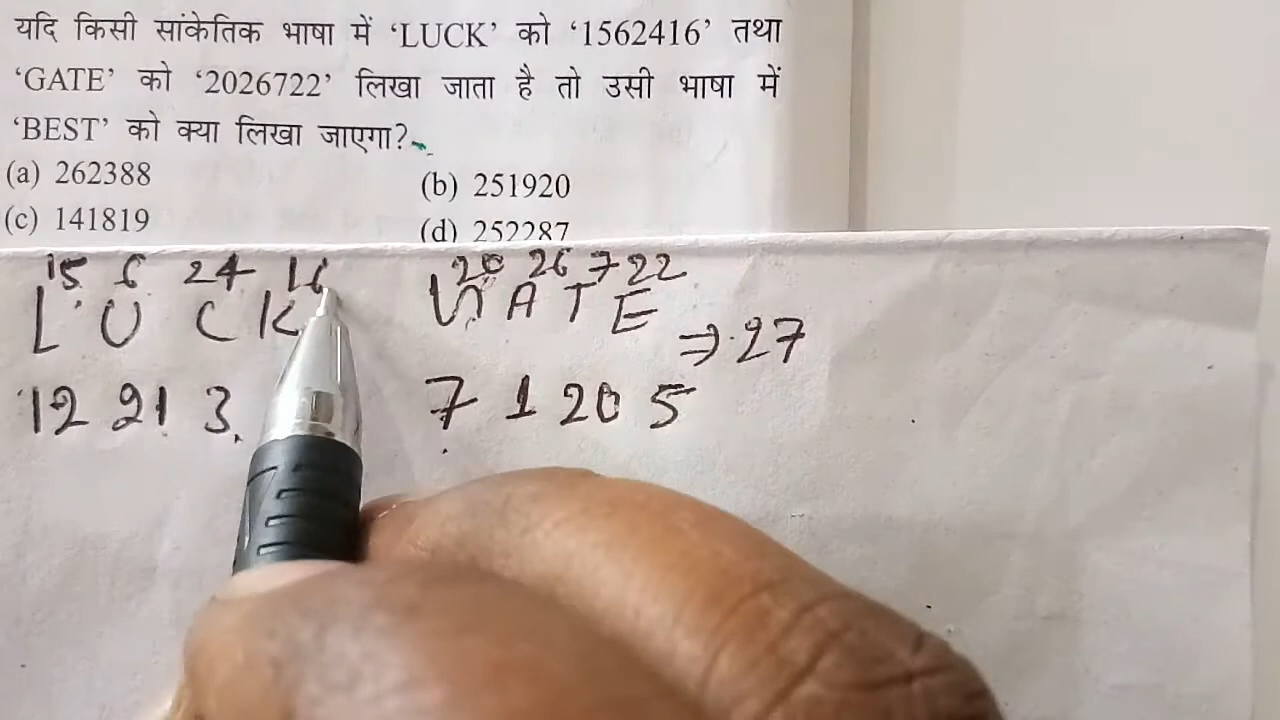 यदि किसी सांकेतिक भाषा में ‘LUCK’ को ‘1562416’ तथा
‘GATE’ को ‘2026722’ लिखा जाता है तो उसी भाषा में
‘BEST’ को क्या लिखा जाएगा?
(a) 262388 (b) 251920
(c) 141819 (d) 252287
15 6 24 16 20 26 7 22
L U C K G A T E
⇒ 27
12 21 3 7 1 20 5